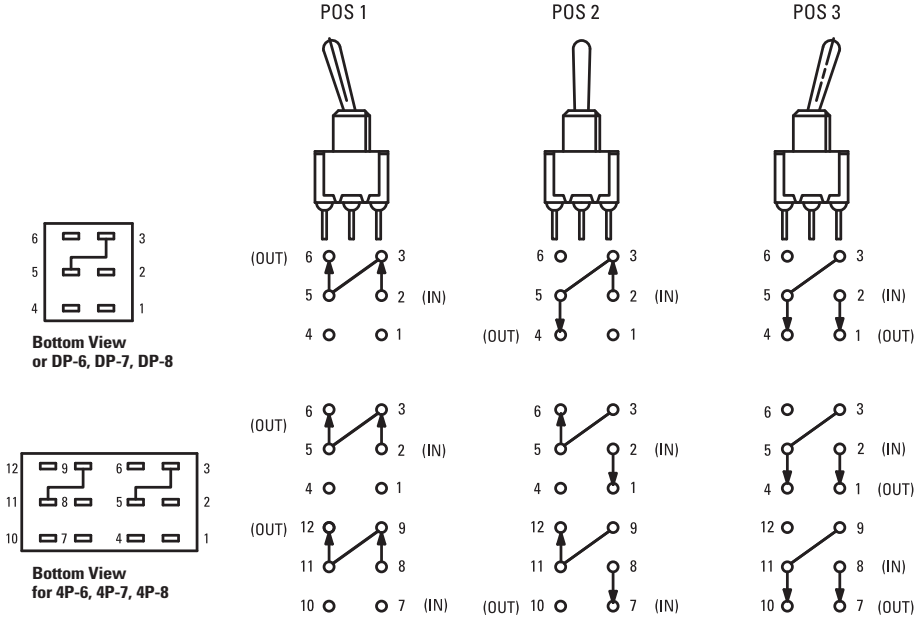 POS 1 POS 2 POS 3
6 3
5 2
4 1
Bottom View
or DP-6, DP-7, DP-8
(OUT) 6 3 6 3 6 3
5 2 (IN) 5 2 (IN) 5 2 (IN)
4 1 (OUT) 4 1 4 1 (OUT)
12 9 6 3
11 8 5 2
10 7 4 1
Bottom View
for 4P-6, 4P-7, 4P-8
(OUT) 6 3 6 3 6 3
5 2 (IN) 5 2 (IN) 5 2 (IN)
4 1 4 1 4 1 (OUT)
(OUT) 12 9 12 9 12 9
11 8 11 8 11 8 (IN)
10 7 (IN) (OUT) 10 7 (IN) 10 7 (OUT)